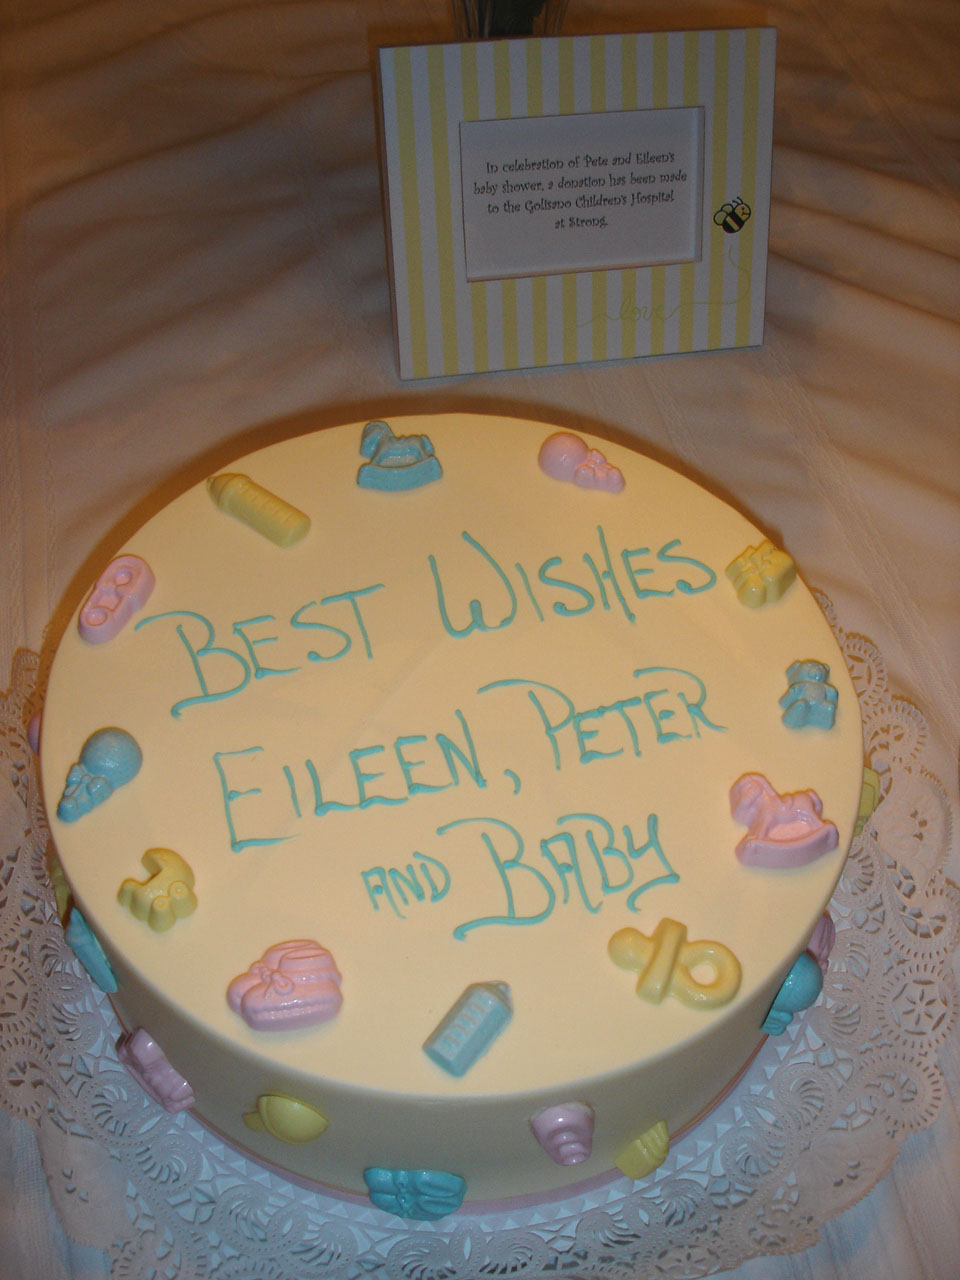 In celebration of Pete and Eileen's
baby shower, a donation has been made
to the Golisano Children's Hospital
at Strong.
love
BEST WISHES
EILEEN, PETER
AND BABY